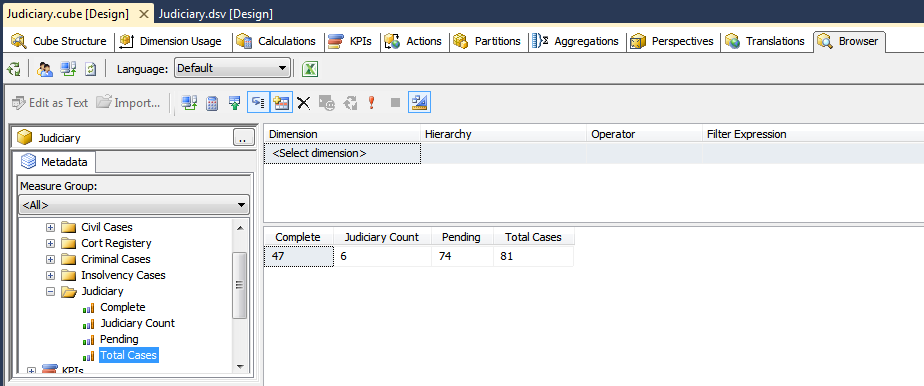 Judiciary.cube [Design] Judiciary.dsv [Design]
Cube Structure Dimension Usage Calculations KPIs Actions Partitions Aggregations Perspectives Translations Browser
Language: Default
Edit as Text Import...
Judiciary ..
Metadata
Measure Group:
<All>
Civil Cases
Cort Registery
Criminal Cases
Insolvency Cases
Judiciary
Complete
Judiciary Count
Pending
Total Cases
KPIs
Dimension Hierarchy Operator Filter Expression
<Select dimension>
Complete Judiciary Count Pending Total Cases
47 6 74 81